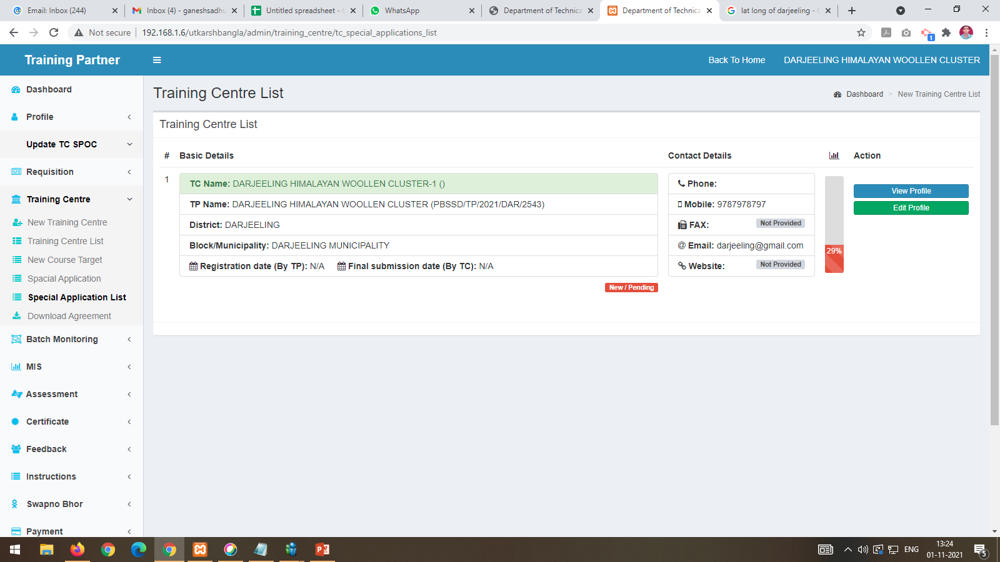 Email: Inbox (244)
Inbox (4) - ganeshsadhu
Untitled spreadsheet -
WhatsApp
Department of Technica
Department of Technica
lat long of darjeeling -
Not secure
192.168.1.6/utkarshbangla/admin/training_centre/tc_special_applications_list
1
Training Partner
Back To Home
DARJEELING HIMALAYAN WOOLLEN CLUSTER
Dashboard
Profile
Update TC SPOC
Requisition
Training Centre
New Training Centre
Training Centre List
New Course Target
Spacial Application
Special Application List
Download Agreement
Batch Monitoring
MIS
Assessment
Certificate
Feedback
Instructions
Swapno Bhor
Payment
Training Centre List
Dashboard > New Training Centre List
Training Centre List
# Basic Details Contact Details Action
1
TC Name: DARJEELING HIMALAYAN WOOLLEN CLUSTER-1 ()
TP Name: DARJEELING HIMALAYAN WOOLLEN CLUSTER (PBSSD/TP/2021/DAR/2543)
District: DARJEELING
Block/Municipality: DARJEELING MUNICIPALITY
Registration date (By TP): N/A Final submission date (By TC): N/A
New / Pending
Phone:
Mobile: 9787978797
FAX: Not Provided
@ Email: darjeeling@gmail.com
Website: Not Provided
29%
View Profile
Edit Profile
ENG
13:24
01-11-2021
5